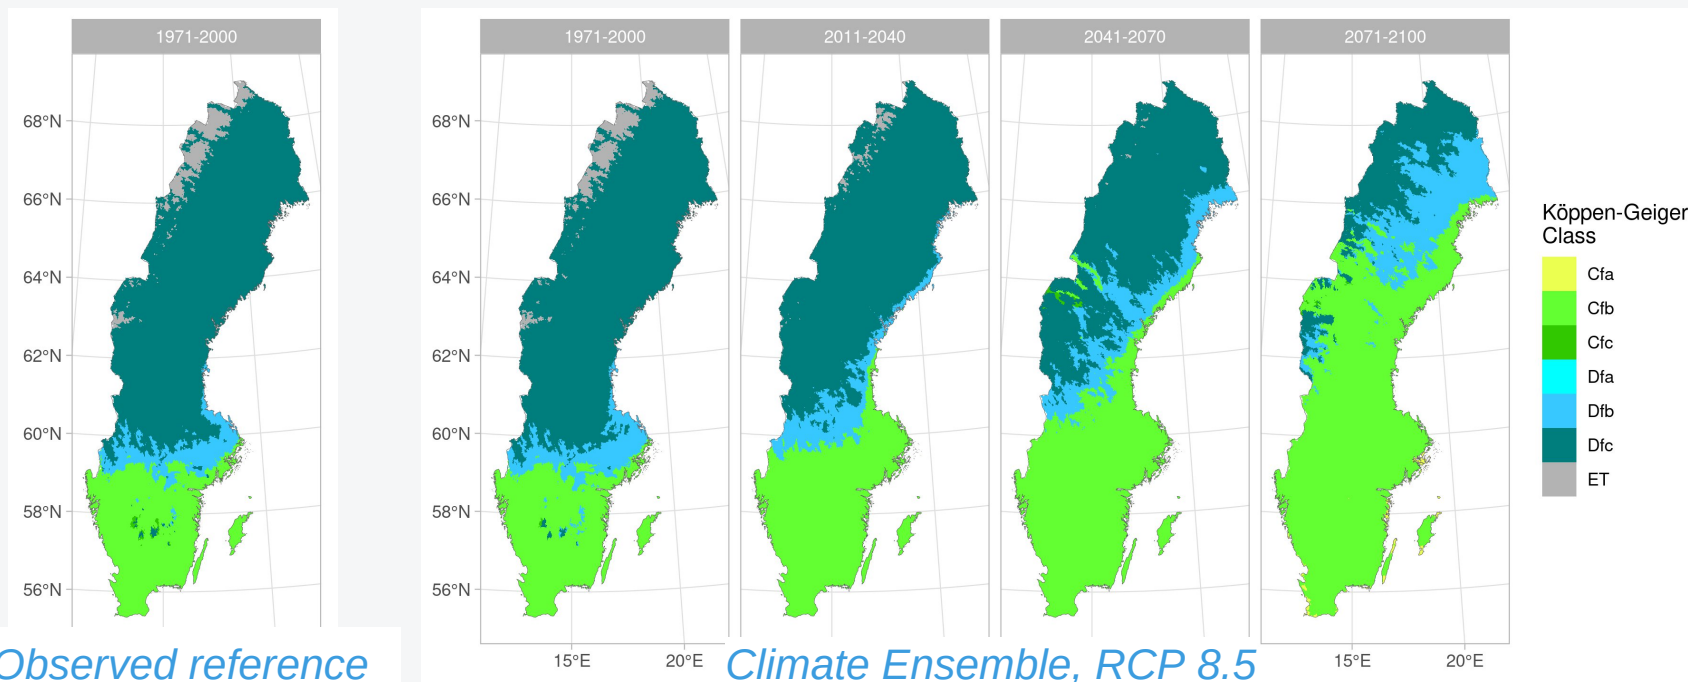 1971-2000
1971-2000
2011-2040
2041-2070
2071-2100
68°N
66°N
64°N
62°N
60°N
58°N
56°N
68°N
66°N
64°N
62°N
60°N
58°N
56°N
15°E
20°E
15°E
20°E
Köppen-Geiger
Class
Cfa
Cfb
Cfc
Dfa
Dfb
Dfc
ET
Observed reference
Climate Ensemble, RCP 8.5